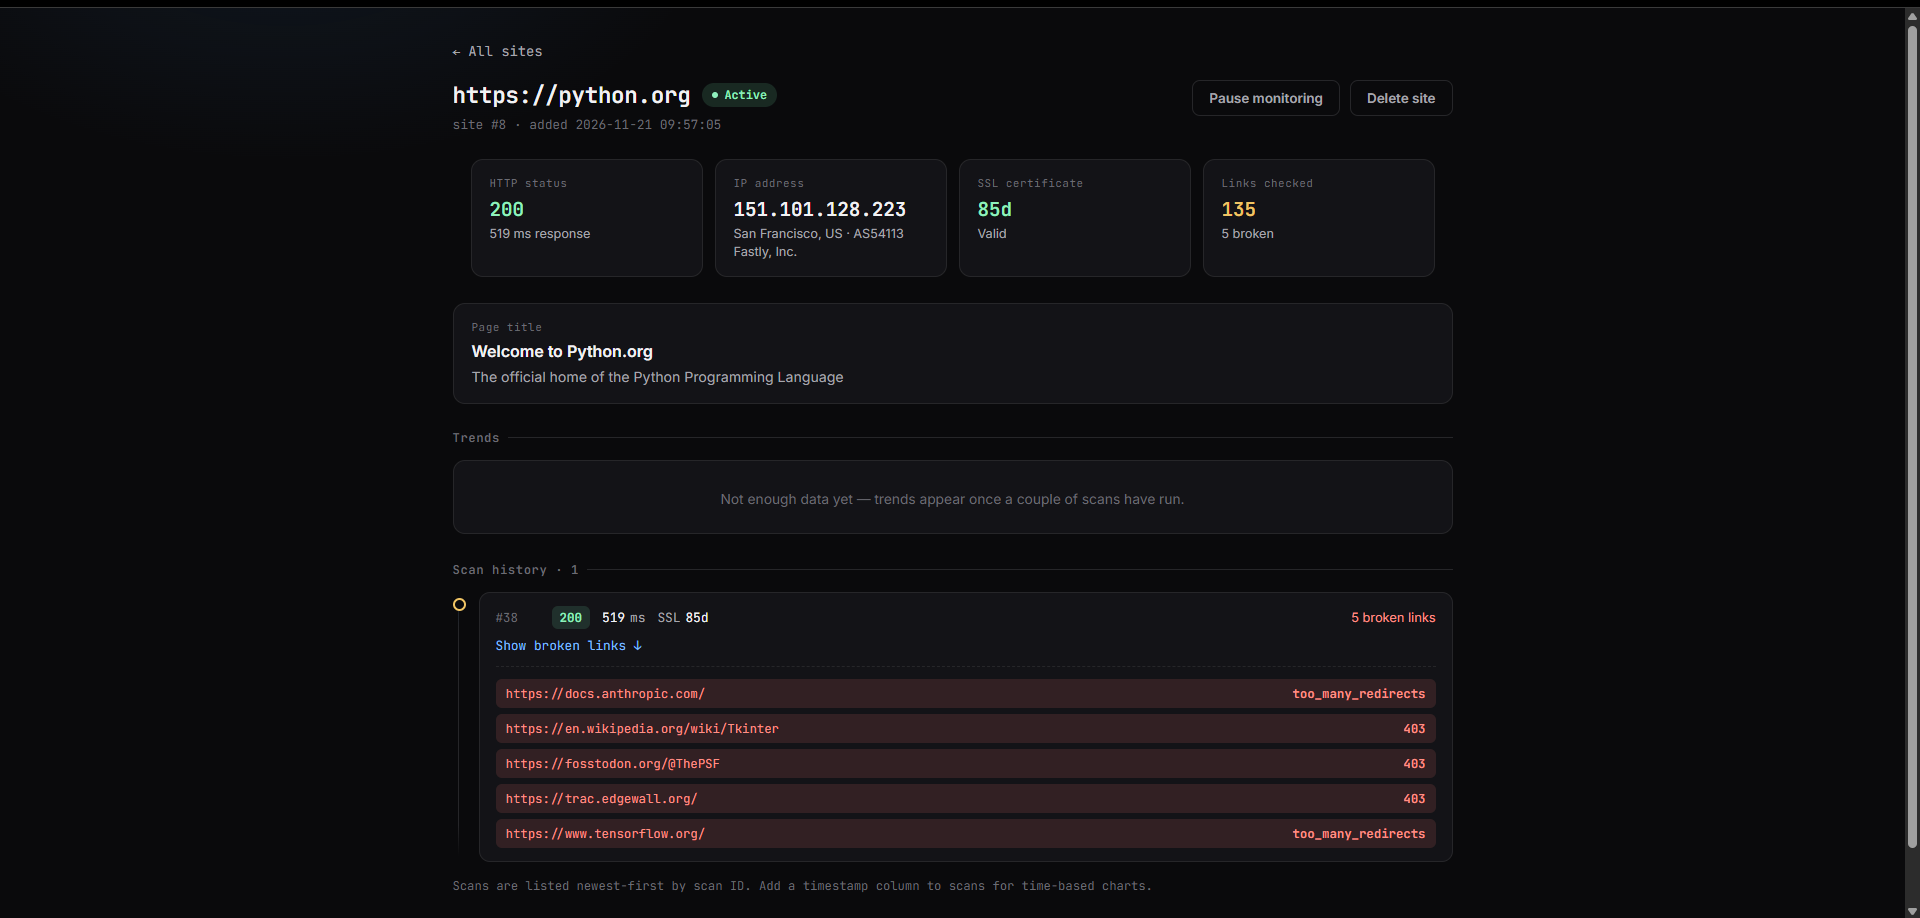 ← All sites
https://python.org
● Active
Pause monitoring
Delete site
site #8 · added 2026-11-21 09:57:05
HTTP status
200
519 ms response
IP address
151.101.128.223
San Francisco, US · AS54113
Fastly, Inc.
SSL certificate
85d
Valid
Links checked
135
5 broken
Page title
Welcome to Python.org
The official home of the Python Programming Language
Trends
Not enough data yet — trends appear once a couple of scans have run.
Scan history · 1
#38 200 519 ms SSL 85d 5 broken links
Show broken links ↓
https://docs.anthropic.com/ too_many_redirects
https://en.wikipedia.org/wiki/Tkinter 403
https://fosstodon.org/@ThePSF 403
https://trac.edgewall.org/ 403
https://www.tensorflow.org/ too_many_redirects
Scans are listed newest-first by scan ID. Add a timestamp column to scans for time-based charts.